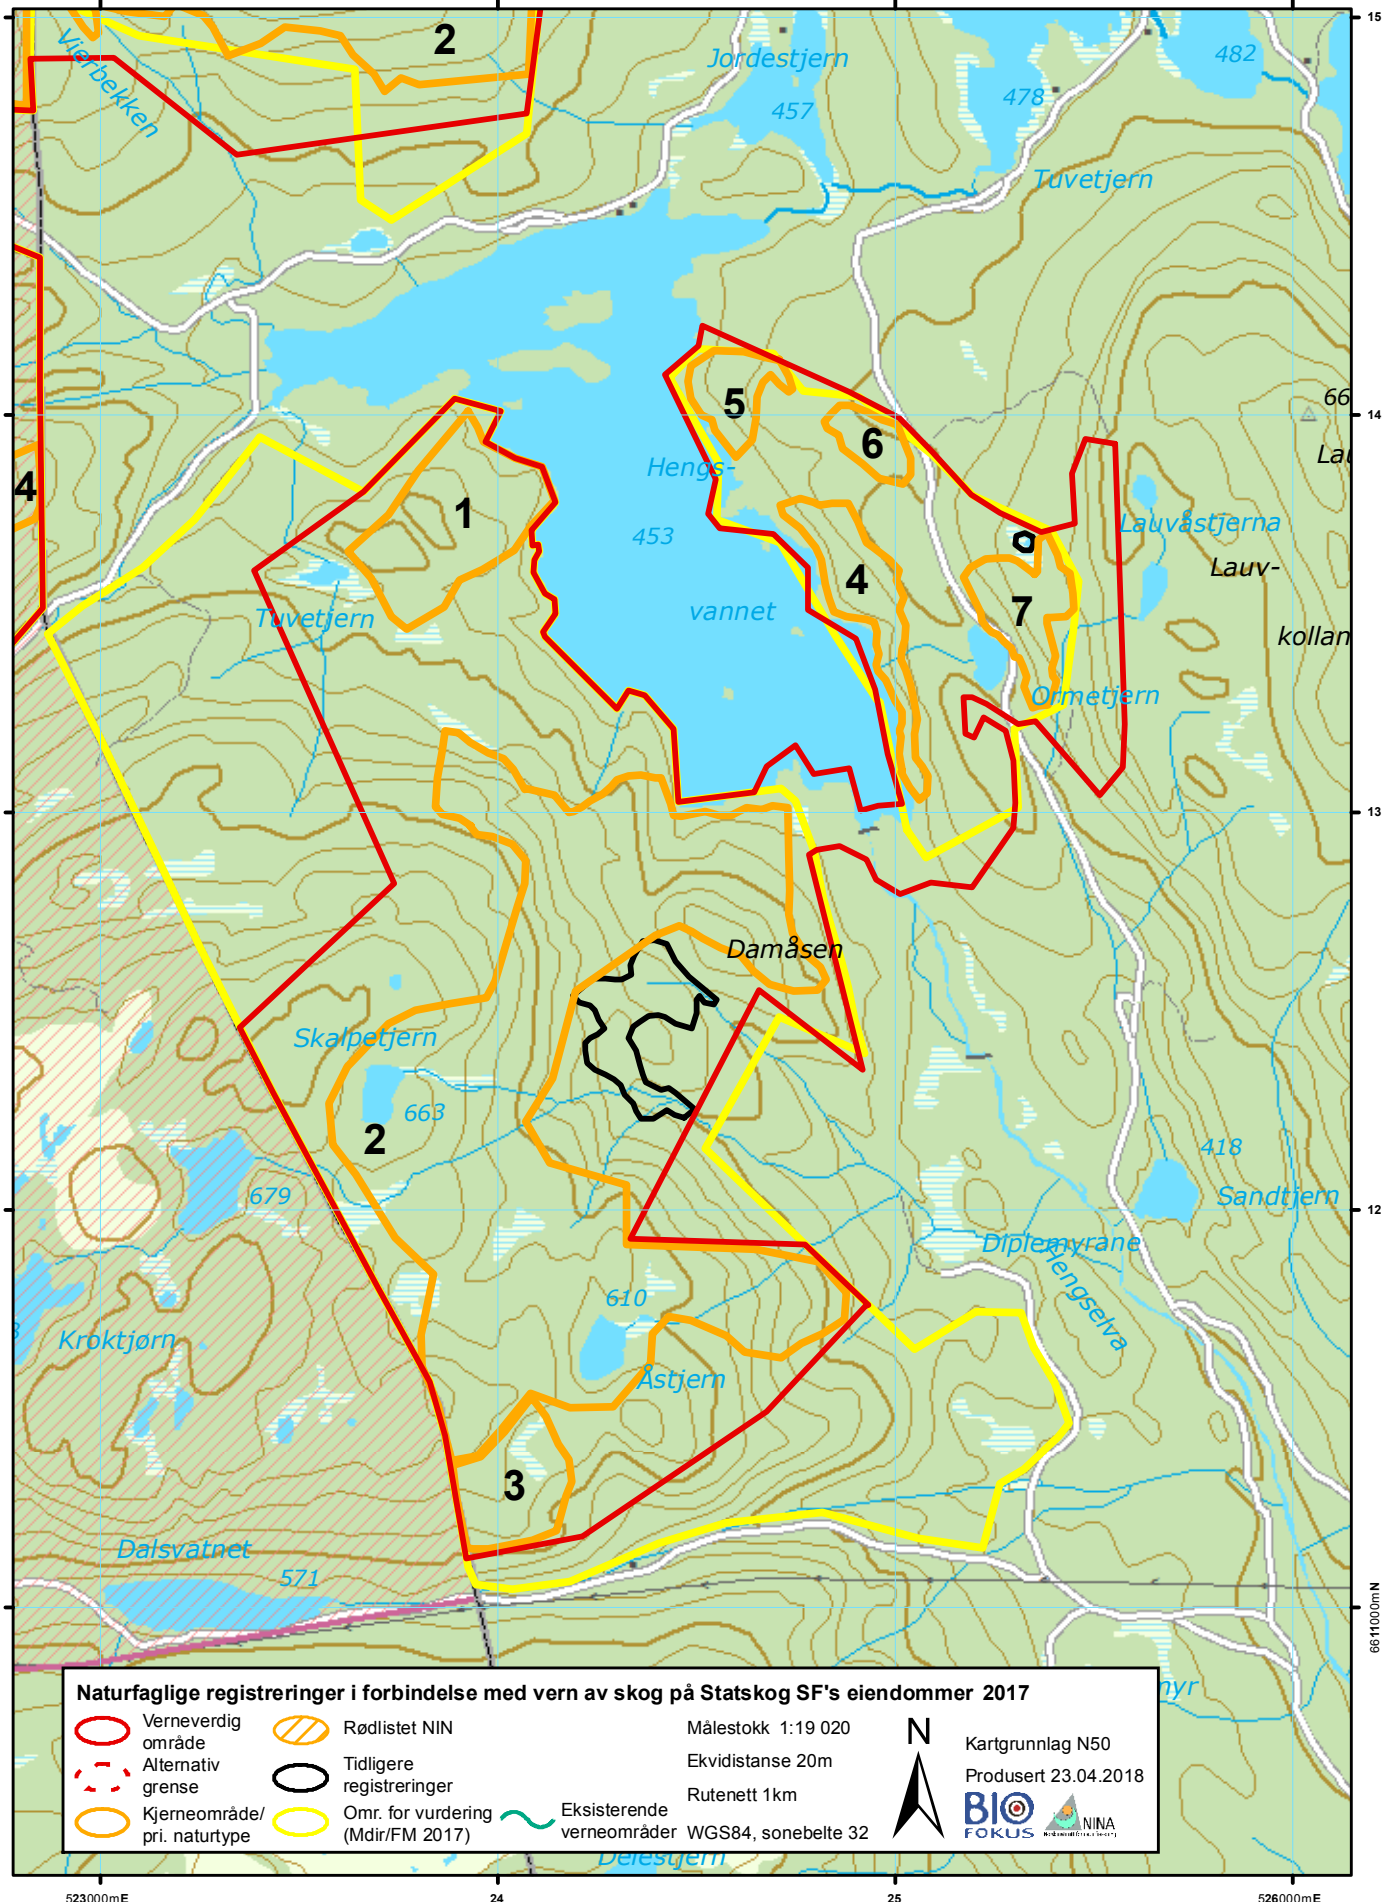 2
15
Vierbekken
Jordestjern
482
457
478
Tuvetjern
14
5
66
6
4
1
Hengs-
Lauvåstjerna
453
4
Lauv-
7
vannet
Tuvetjern
kollan
Ormetjern
13
Damåsen
Skalpetjern
663
2
418
679
Sandtjern
12
Diplemyrane
Hengselva
610
Kroktjørn
Åstjern
3
Dalsvatnet
571
6611000mN
myr
Naturfaglige registreringer i forbindelse med vern av skog på Statskog SF's eiendommer 2017
Verneverdig
område
Alternativ
grense
Kjerneområde/
pri. naturtype
Rødlistet NIN
Tidligere
registreringer
Omr. for vurdering
(Mdir/FM 2017)
Eksisterende
verneområder
Målestokk 1:19 020
Ekvidistanse 20m
Rutenett 1km
WGS84, sonebelte 32
N
Kartgrunnlag N50
Produsert 23.04.2018
BIO
FOKUS
NINA
Delestjern
523000mE
24
25
526000mE